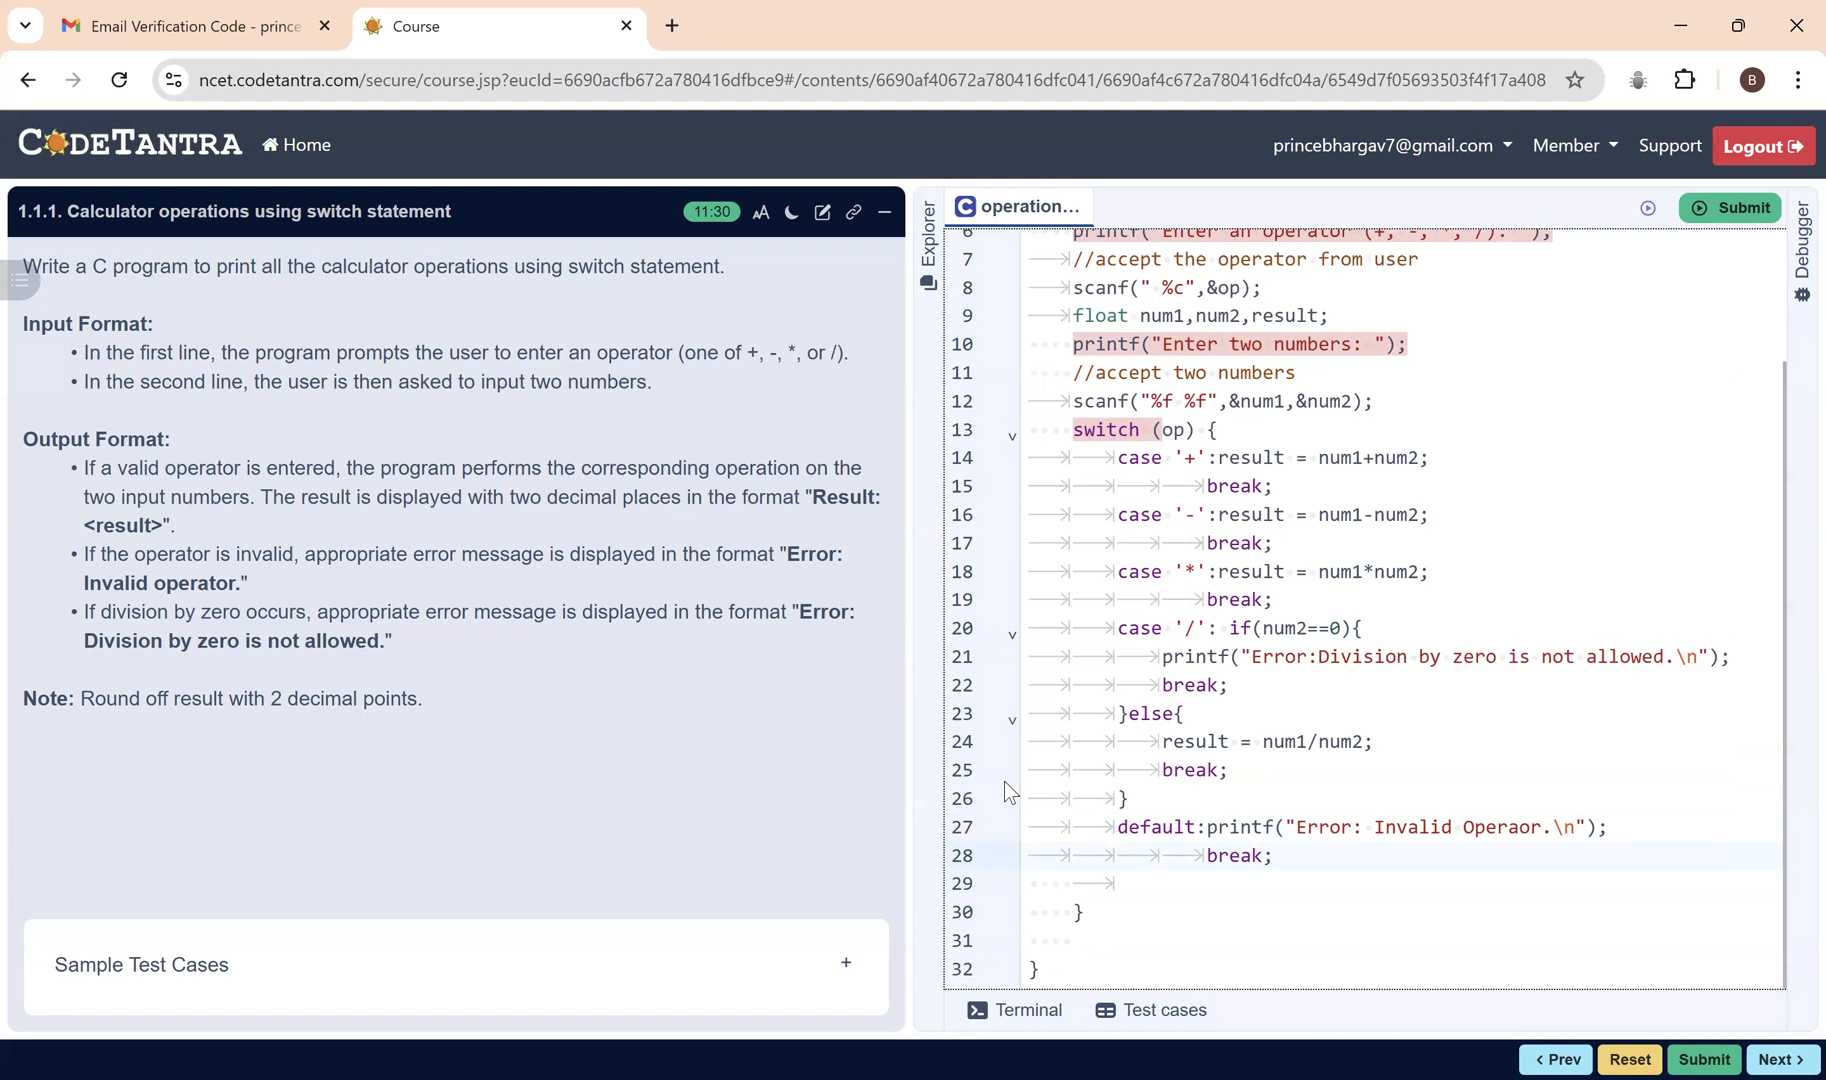 Email Verification Code - prince
Course
ncet.codetantra.com/secure/course.jsp?eucId=6690acfb672a780416dfbce9#/contents/6690af40672a780416dfc041/6690af4c672a780416dfc04a/6549d7f05693503f4f17a408
B
CODETANTRA
Home
princebhargav7@gmail.com
Member
Support
Logout
1.1.1. Calculator operations using switch statement
11:30
AA
Write a C program to print all the calculator operations using switch statement.
Input Format:
• In the first line, the program prompts the user to enter an operator (one of +, -, *, or /).
• In the second line, the user is then asked to input two numbers.
Output Format:
• If a valid operator is entered, the program performs the corresponding operation on the
two input numbers. The result is displayed with two decimal places in the format "Result:
<result>".
• If the operator is invalid, appropriate error message is displayed in the format "Error:
Invalid operator."
• If division by zero occurs, appropriate error message is displayed in the format "Error:
Division by zero is not allowed."
Note: Round off result with 2 decimal points.
Sample Test Cases
+
Explorer
C operation...
Submit
Debugger
6 printf("Enter an operator (+, -, *, /): ");
7 //accept the operator from user
8 scanf(" %c",&op);
9 float num1,num2,result;
10 printf("Enter two numbers: ");
11 //accept two numbers
12 scanf("%f %f",&num1,&num2);
13 switch (op) {
14 case '+':result = num1+num2;
15 break;
16 case '-':result = num1-num2;
17 break;
18 case '*':result = num1*num2;
19 break;
20 case '/': if(num2==0){
21 printf("Error:Division by zero is not allowed.\n");
22 break;
23 }else{
24 result = num1/num2;
25 break;
26 }
27 default:printf("Error: Invalid Operaor.\n");
28 break;
29
30 }
31
32 }
Terminal
Test cases
< Prev
Reset
Submit
Next >